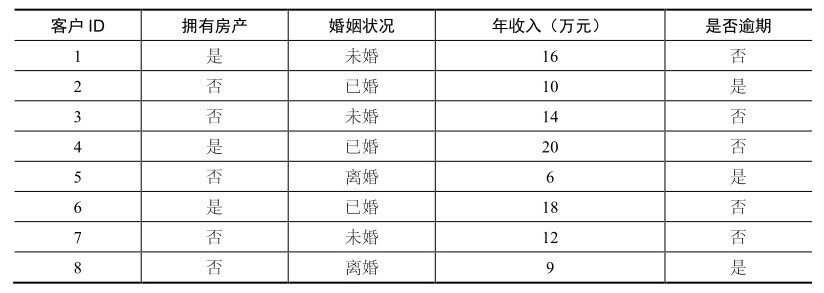 客户 ID 拥有房产 婚姻状况 年收入（万元） 是否逾期
1 是 未婚 16 否
2 否 已婚 10 是
3 否 未婚 14 否
4 是 已婚 20 否
5 否 离婚 6 是
6 是 已婚 18 否
7 否 未婚 12 否
8 否 离婚 9 是